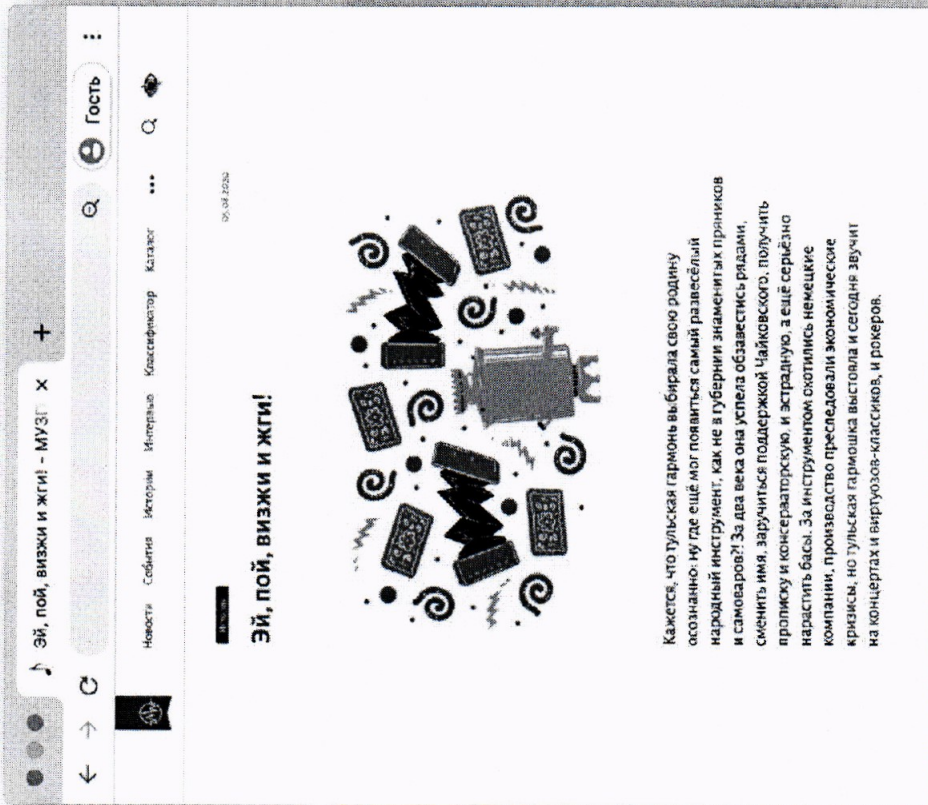 Эй, пой, визжи и жги! – МУЗГ
Гость
Новости События Истории Интервью Классификатор Каталог
05.08.2020
Эй, пой, визжи и жги!
Кажется, что тульская гармонь выбирала свою родину
осознанно: ну где ещё мог появиться самый развесёлый
народный инструмент, как не в губернии знаменитых пряников
и самоваров?! За два века она успела обзавестись рядами,
сменить имя, заручиться поддержкой Чайковского, получить
прописку и консерваторскую, и эстрадную, а ещё серьёзно
нарастить басы. За инструментом охотились немецкие
компании, производство преследовали экономические
кризисы, но тульская гармошка выстояла и сегодня звучит
на концертах и виртуозов-классиков, и рокеров.